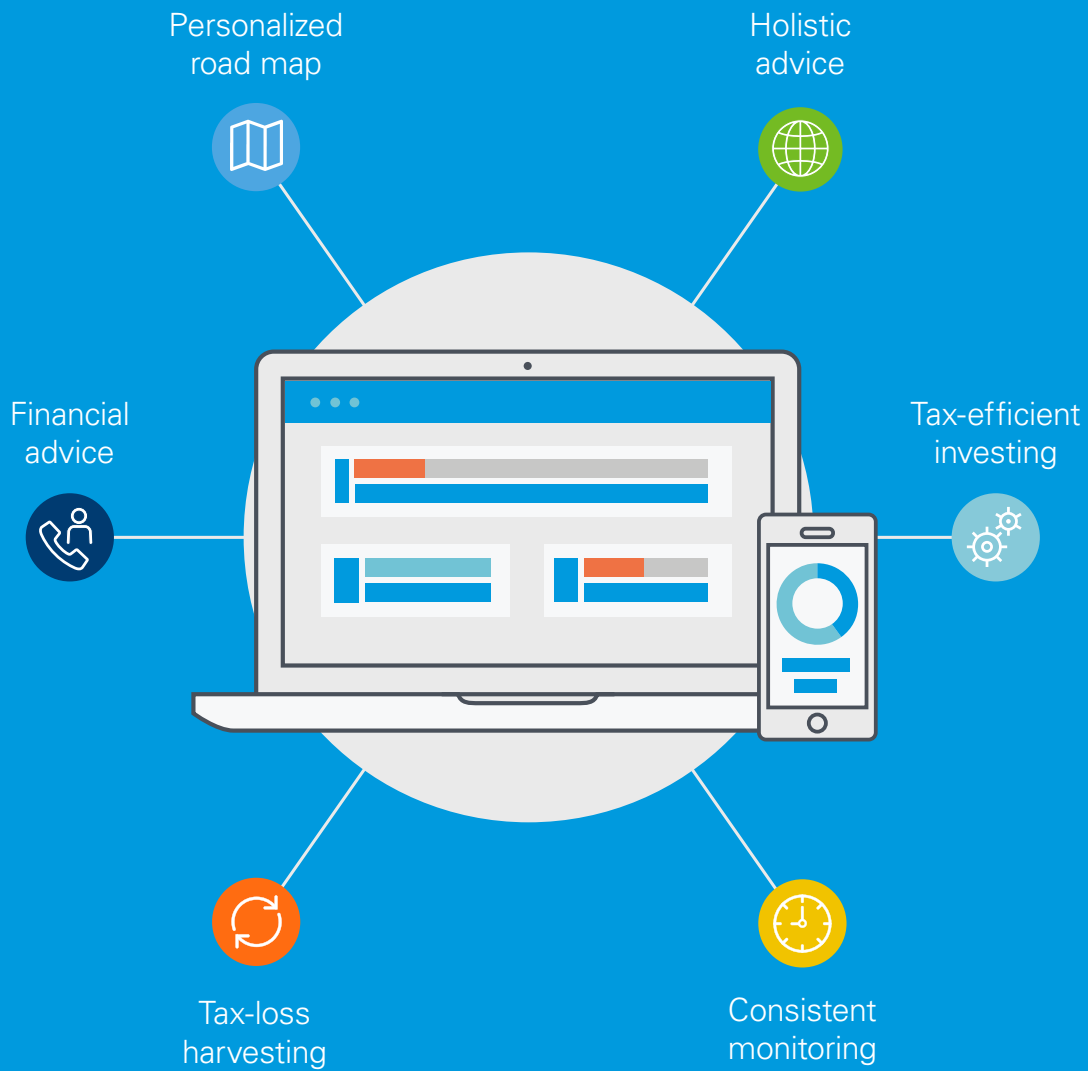 Personalized
road map
Holistic
advice
Financial
advice
Tax-efficient
investing
Tax-loss
harvesting
Consistent
monitoring